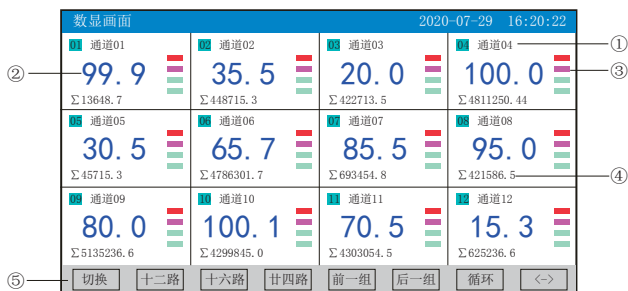 数显画面 2020-07-29 16:20:22
01 通道01 02 通道02 03 通道03 04 通道04 ①
② 99.9 35.5 20.0 100.0 ③
Σ13648.7 Σ448715.3 Σ422713.5 Σ4811250.44
05 通道05 06 通道06 07 通道07 08 通道08
30.5 65.7 85.5 95.0
Σ45715.3 Σ4786301.7 Σ693454.8 Σ421586.5 ④
09 通道09 10 通道10 11 通道11 12 通道12
80.0 100.1 70.5 15.3
Σ5135236.6 Σ4299845.0 Σ4303054.5 Σ625236.6
⑤ 切换 十二路 十六路 廿四路 前一组 后一组 循环 <->